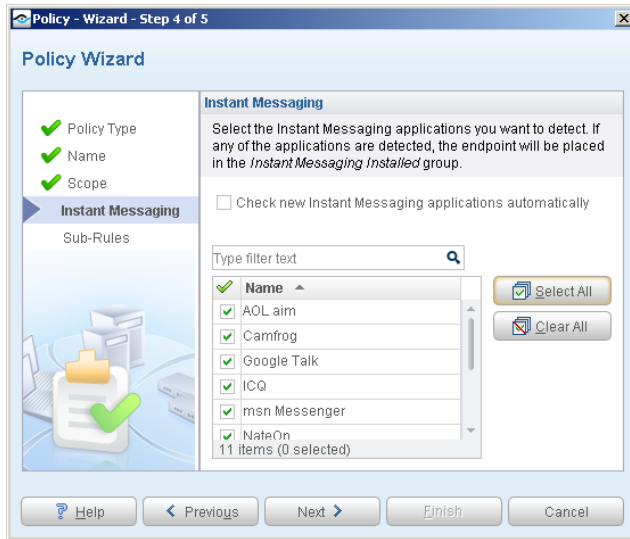 Policy - Wizard - Step 4 of 5
Policy Wizard
Policy Type
Name
Scope
Instant Messaging
Sub-Rules
Instant Messaging
Select the Instant Messaging applications you want to detect. If
any of the applications are detected, the endpoint will be placed
in the Instant Messaging Installed group.
Check new Instant Messaging applications automatically
Type filter text
Name
AOL aim
Camfrog
Google Talk
ICQ
msn Messenger
NateOn
11 items (0 selected)
Select All
Clear All
Help
Previous
Next
Finish
Cancel